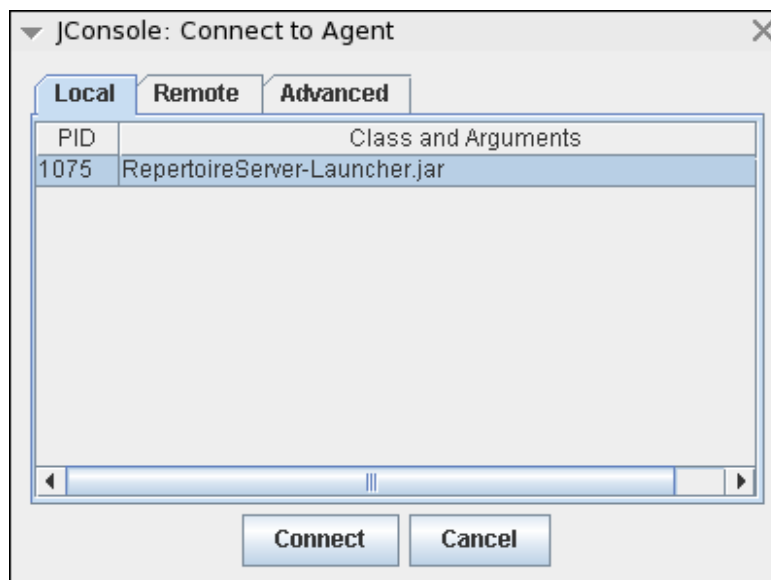 JConsole: Connect to Agent
Local Remote Advanced
PID Class and Arguments
1075 RepertoireServer-Launcher.jar
Connect Cancel